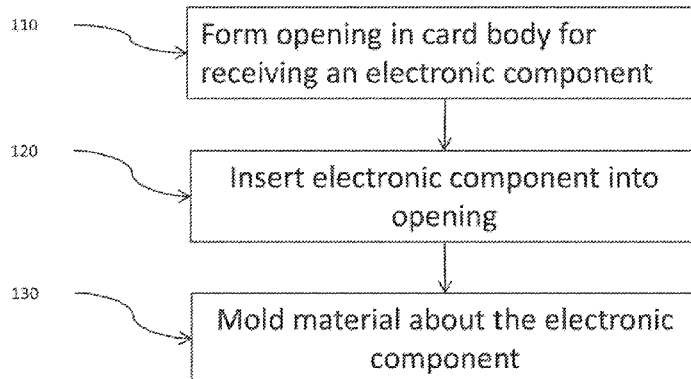 110
Form opening in card body for
receiving an electronic component
120
Insert electronic component into
opening
130
Mold material about the electronic
component